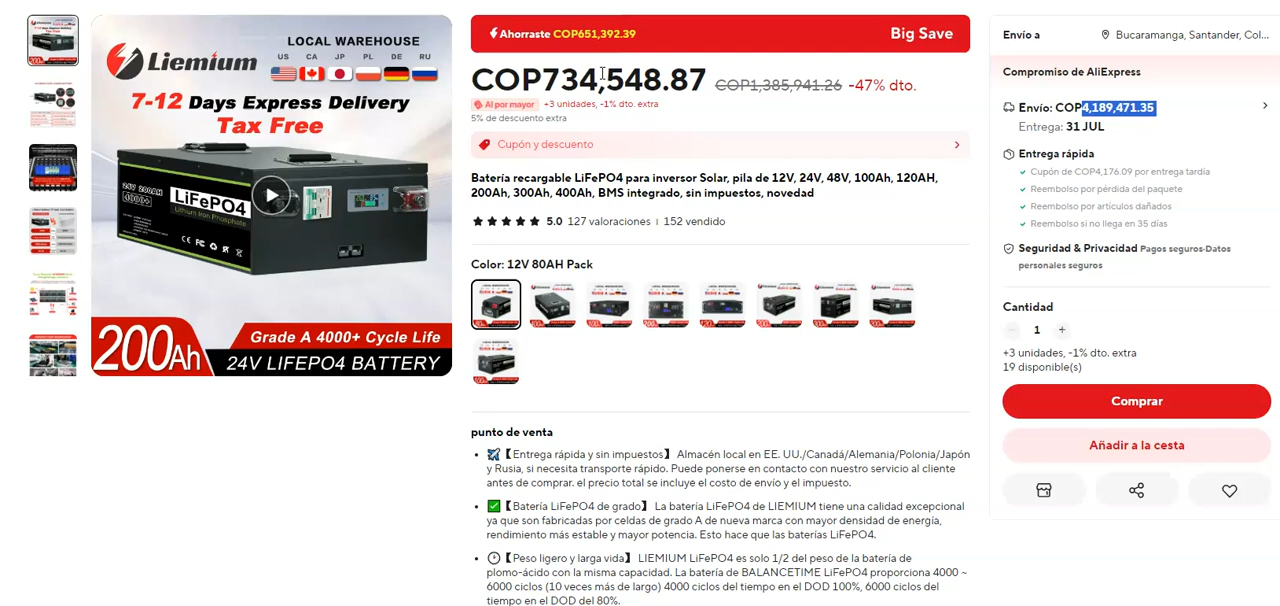 Liemium
LOCAL WAREHOUSE
US CA JP PL DE RU
7-12 Days Express Delivery
Tax Free
24V 200AH
4000+
LiFePO4
Lithium Iron Phosphate
200Ah
Grade A 4000+ Cycle Life
24V LIFEPO4 BATTERY
Ahorraste COP651,392.39
Big Save
COP734,548.87 COP1,385,941.26 -47% dto.
Al por mayor +3 unidades, -1% dto. extra
5% de descuento extra
Cupón y descuento
Batería recargable LiFePO4 para inversor Solar, pila de 12V, 24V, 48V, 100Ah, 120AH,
200Ah, 300Ah, 400Ah, BMS integrado, sin impuestos, novedad
5.0 127 valoraciones | 152 vendido
Color: 12V 80AH Pack
punto de venta
• ✈️【Entrega rápida y sin impuestos】 Almacén local en EE. UU./Canadá/Alemania/Polonia/Japón
y Rusia, si necesita transporte rápido. Puede ponerse en contacto con nuestro servicio al cliente
antes de comprar. el precio total se incluye el costo de envío y el impuesto.
• ✅【Batería LiFePO4 de grado】 La batería LiFePO4 de LIEMIUM tiene una calidad excepcional
ya que son fabricadas por celdas de grado A de nueva marca con mayor densidad de energía,
rendimiento más estable y mayor potencia. Esto hace que las baterías LiFePO4.
• 🕛【Peso ligero y larga vida】 LIEMIUM LiFePO4 es solo 1/2 del peso de la batería de
plomo-ácido con la misma capacidad. La batería de BALANCETIME LiFePO4 proporciona 4000 ~
6000 ciclos (10 veces más de largo) 4000 ciclos del tiempo en el DOD 100%, 6000 ciclos del
tiempo en el DOD del 80%.
Envío a
Bucaramanga, Santander, Col...
Compromiso de AliExpress
Envío: COP4,189,471.35
Entrega: 31 JUL
Entrega rápida
Cupón de COP4,176.09 por entrega tardía
Reembolso por pérdida del paquete
Reembolso por artículos dañados
Reembolso si no llega en 35 días
Seguridad & Privacidad Pagos seguros·Datos
personales seguros
Cantidad
1
+3 unidades, -1% dto. extra
19 disponible(s)
Comprar
Añadir a la cesta